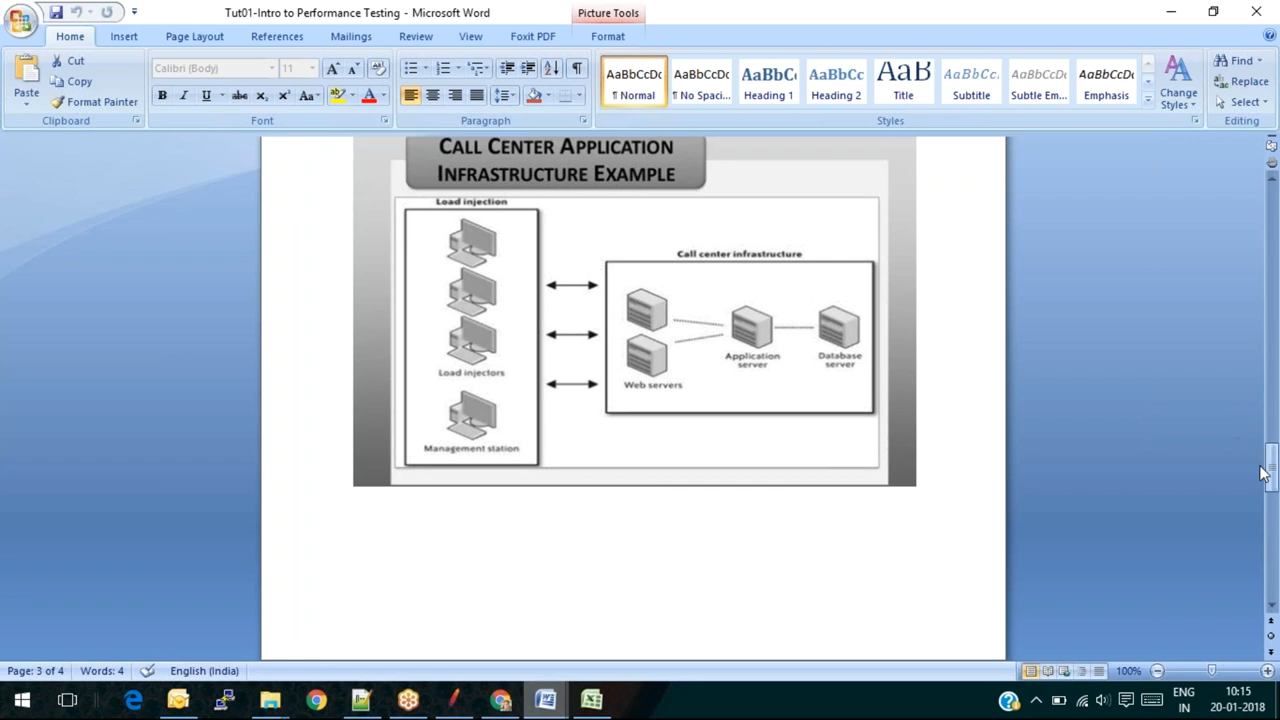 Tut01-Intro to Performance Testing - Microsoft Word
Picture Tools
Home
Insert
Page Layout
References
Mailings
Review
View
Foxit PDF
Format
Paste
Cut
Copy
Format Painter
Clipboard
Calibri (Body)
11
Font
Paragraph
AaBbCcDc
¶ Normal
AaBbCcDc
¶ No Spaci...
AaBbC
Heading 1
AaBbCc
Heading 2
AaB
Title
AaBbCc.
Subtitle
AaBbCcDc
Subtle Em...
AaBbCcDc
Emphasis
Change
Styles
Styles
Find
Replace
Select
Editing
CALL CENTER APPLICATION
INFRASTRUCTURE EXAMPLE
Load injection
Load injectors
Management station
Call center infrastructure
Web servers
Application
server
Database
server
Page: 3 of 4
Words: 4
English (India)
100%
ENG
IN
10:15
20-01-2018